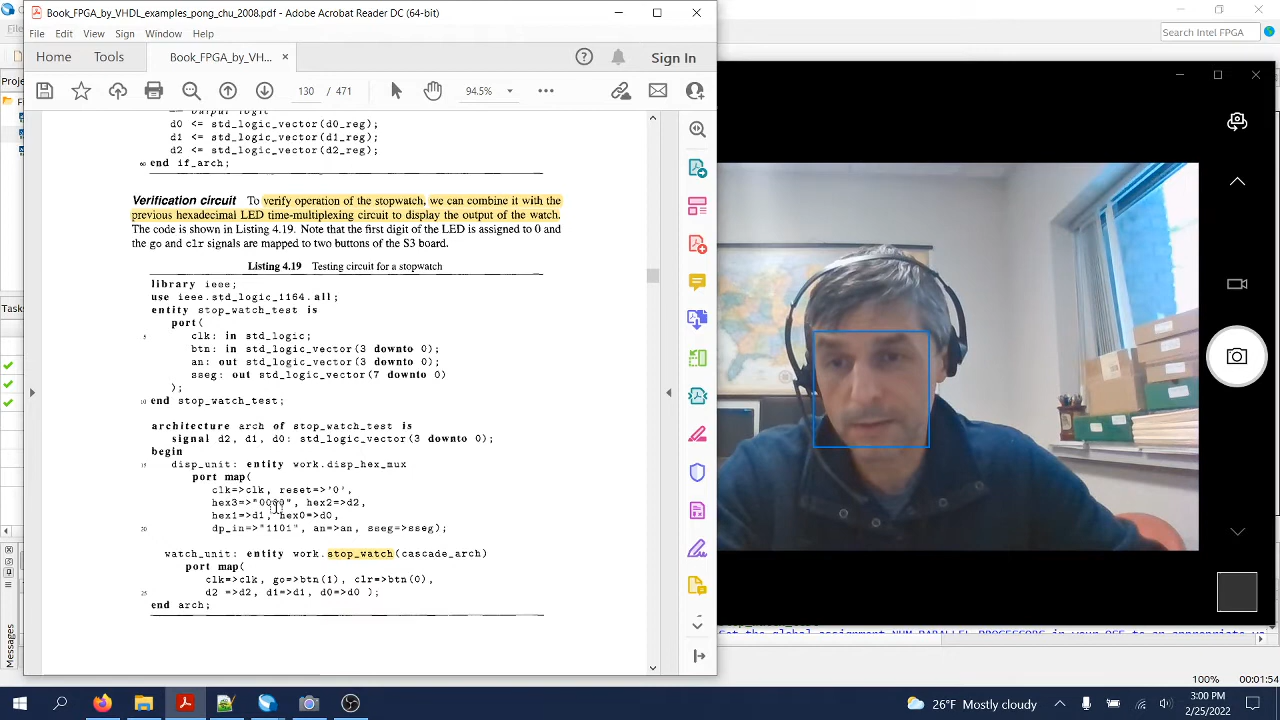 Book_FPGA_by_VHDL_examples_pong_chu_2008.pdf - Adobe Acrobat Reader DC (64-bit)
File Edit View Sign Window Help
Home Tools Book_FPGA_by_VH... × Sign In
130 / 471 94.5%
d0 <= std_logic_vector(d0_reg);
d1 <= std_logic_vector(d1_reg);
d2 <= std_logic_vector(d2_reg);
60 end if_arch;
Verification circuit To verify operation of the stopwatch, we can combine it with the
previous hexadecimal LED time-multiplexing circuit to display the output of the watch.
The code is shown in Listing 4.19. Note that the first digit of the LED is assigned to 0 and
the go and clr signals are mapped to two buttons of the S3 board.
Listing 4.19 Testing circuit for a stopwatch
library ieee;
use ieee.std_logic_1164.all;
entity stop_watch_test is
port(
5 clk: in std_logic;
btn: in std_logic_vector(3 downto 0);
an: out std_logic_vector(3 downto 0);
sseg: out std_logic_vector(7 downto 0)
);
10 end stop_watch_test;
architecture arch of stop_watch_test is
signal d2, d1, d0: std_logic_vector(3 downto 0);
begin
15 disp_unit: entity work.disp_hex_mux
port map(
clk=>clk, reset=>'0',
hex3=>"0000", hex2=>d2,
hex1=>d1, hex0=>d0,
20 dp_in=>"1101", an=>an, sseg=>sseg);
watch_unit: entity work.stop_watch(cascade_arch)
port map(
clk=>clk, go=>btn(1), clr=>btn(0),
25 d2 =>d2, d1=>d1, d0=>d0 );
end arch;
Search Intel FPGA
File
Proje
Tasks
Messages
100% 00:01:54
26°F Mostly cloudy
3:00 PM
2/25/2022